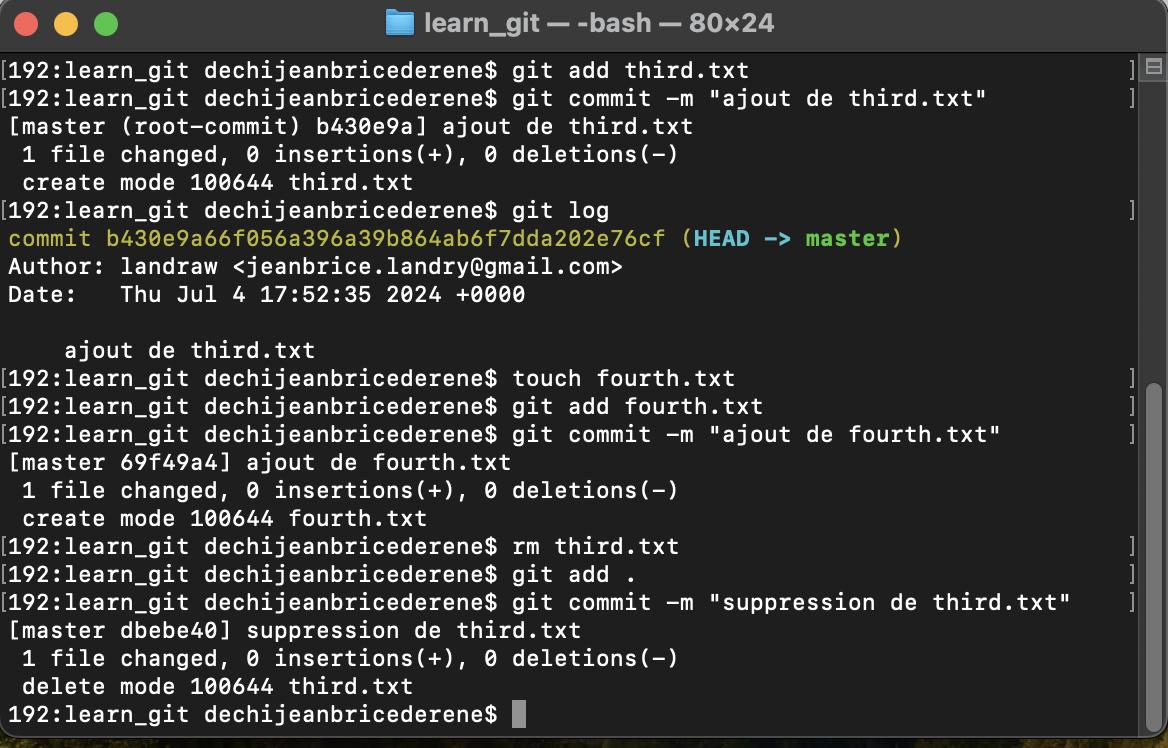 learn_git — -bash — 80×24
[192:learn_git dechijeanbricederene$ git add third.txt ]
[192:learn_git dechijeanbricederene$ git commit -m "ajout de third.txt" ]
[master (root-commit) b430e9a] ajout de third.txt
 1 file changed, 0 insertions(+), 0 deletions(-)
 create mode 100644 third.txt
[192:learn_git dechijeanbricederene$ git log ]
commit b430e9a66f056a396a39b864ab6f7dda202e76cf (HEAD -> master)
Author: landraw <jeanbrice.landry@gmail.com>
Date:   Thu Jul 4 17:52:35 2024 +0000

    ajout de third.txt
[192:learn_git dechijeanbricederene$ touch fourth.txt ]
[192:learn_git dechijeanbricederene$ git add fourth.txt ]
[192:learn_git dechijeanbricederene$ git commit -m "ajout de fourth.txt" ]
[master 69f49a4] ajout de fourth.txt
 1 file changed, 0 insertions(+), 0 deletions(-)
 create mode 100644 fourth.txt
[192:learn_git dechijeanbricederene$ rm third.txt ]
[192:learn_git dechijeanbricederene$ git add . ]
[192:learn_git dechijeanbricederene$ git commit -m "suppression de third.txt" ]
[master dbebe40] suppression de third.txt
 1 file changed, 0 insertions(+), 0 deletions(-)
 delete mode 100644 third.txt
192:learn_git dechijeanbricederene$